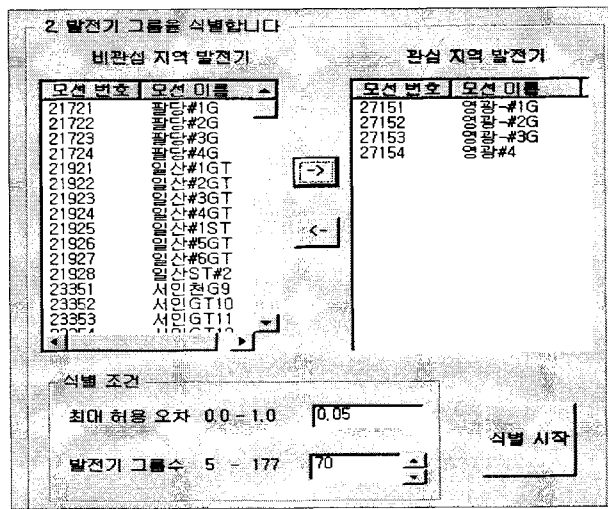 2. 발전기 그룹을 식별합니다
비관심 지역 발전기
모선 번호 모선 이름
21721 팔당#1G
21722 팔당#2G
21723 팔당#3G
21724 팔당#4G
21921 일산#1GT
21922 일산#2GT
21923 일산#3GT
21924 일산#4GT
21925 일산#1ST
21926 일산#5GT
21927 일산#6GT
21928 일산ST#2
23351 서인천G9
23352 서인GT10
23353 서인GT11
->
<-
관심 지역 발전기
모선 번호 모선 이름
27151 영광-#1G
27152 영광-#2G
27153 영광-#3G
27154 영광#4
식별 조건
최대 허용 오차 0.0 - 1.0 0.05
발전기 그룹수 5 - 177 70
식별 시작